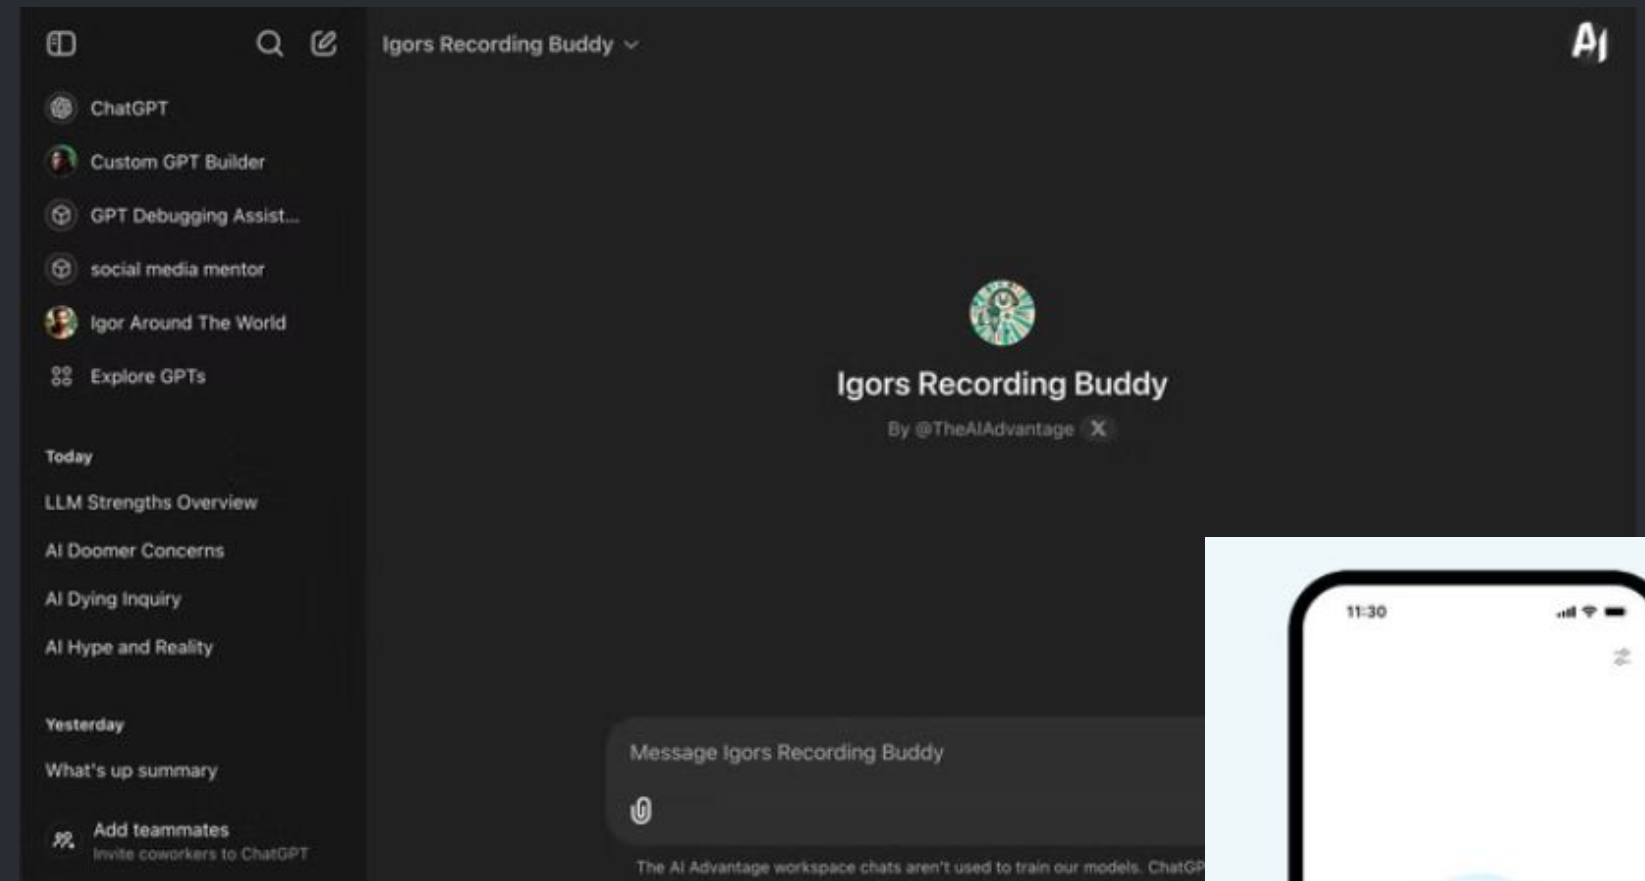 Igors Recording Buddy
AI
ChatGPT
Custom GPT Builder
GPT Debugging Assist...
social media mentor
Igor Around The World
Explore GPTs
Today
LLM Strengths Overview
AI Doomer Concerns
AI Dying Inquiry
AI Hype and Reality
Yesterday
What's up summary
Add teammates
Invite coworkers to ChatGPT
Igors Recording Buddy
By @TheAIAdvantage X
Message Igors Recording Buddy
The AI Advantage workspace chats aren't used to train our models. ChatGP
11:30